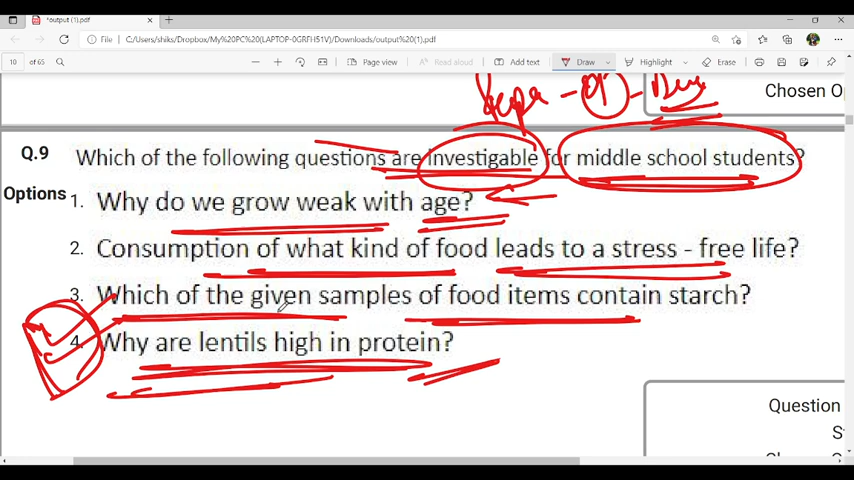 *output (1).pdf
File | C:/Users/shiks/Dropbox/My%20PC%20(LAPTOP-0GRFH51V)/Downloads/output%20(1).pdf
10 of 65 Page view Read aloud Add text Draw Highlight Erase
Chosen O
Q.9 Which of the following questions are investigable for middle school students?
Options 1. Why do we grow weak with age?
2. Consumption of what kind of food leads to a stress - free life?
3. Which of the given samples of food items contain starch?
4. Why are lentils high in protein?
Question
S